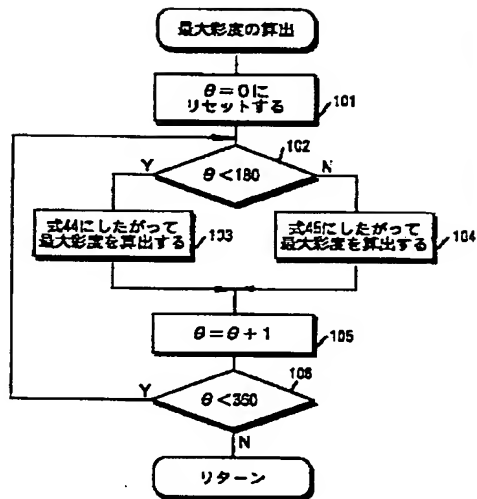 最大彩度の算出
θ=0に
リセットする
101
102
Y
θ<180
N
式44にしたがって
最大彩度を算出する
103
式45にしたがって
最大彩度を算出する
104
θ=θ+1
105
106
Y
θ<360
N
リターン